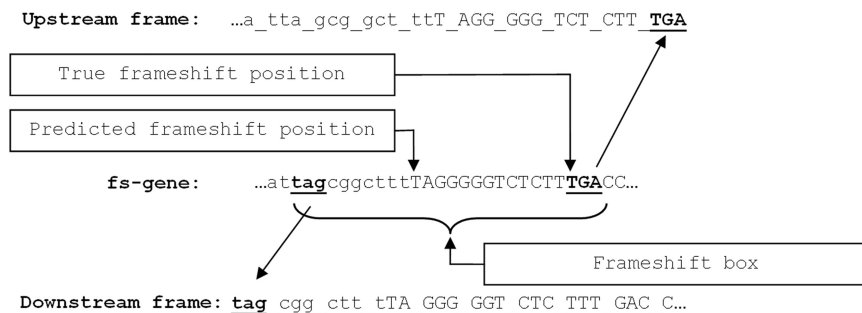 Upstream frame: …a_tta_gcg_gct_ttT_AGG_GGG_TCT_CTT_TGA
True frameshift position
Predicted frameshift position
fs-gene: …attagcggctttTAGGGGGTCTCTTTGACC…
Frameshift box
Downstream frame: tag cgg ctt tTA GGG GGT CTC TTT GAC C…